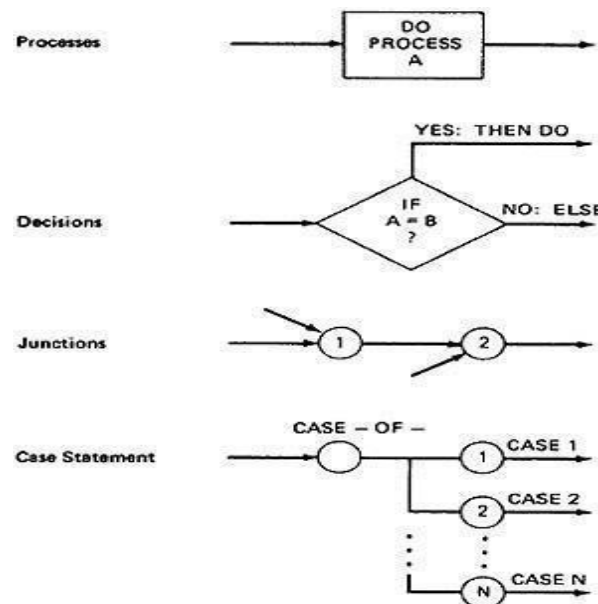 Processes
DO
PROCESS
A
YES: THEN DO
Decisions
IF
A = B
?
NO: ELSE
Junctions
1
2
CASE – OF –
Case Statement
1
CASE 1
2
CASE 2
N
CASE N